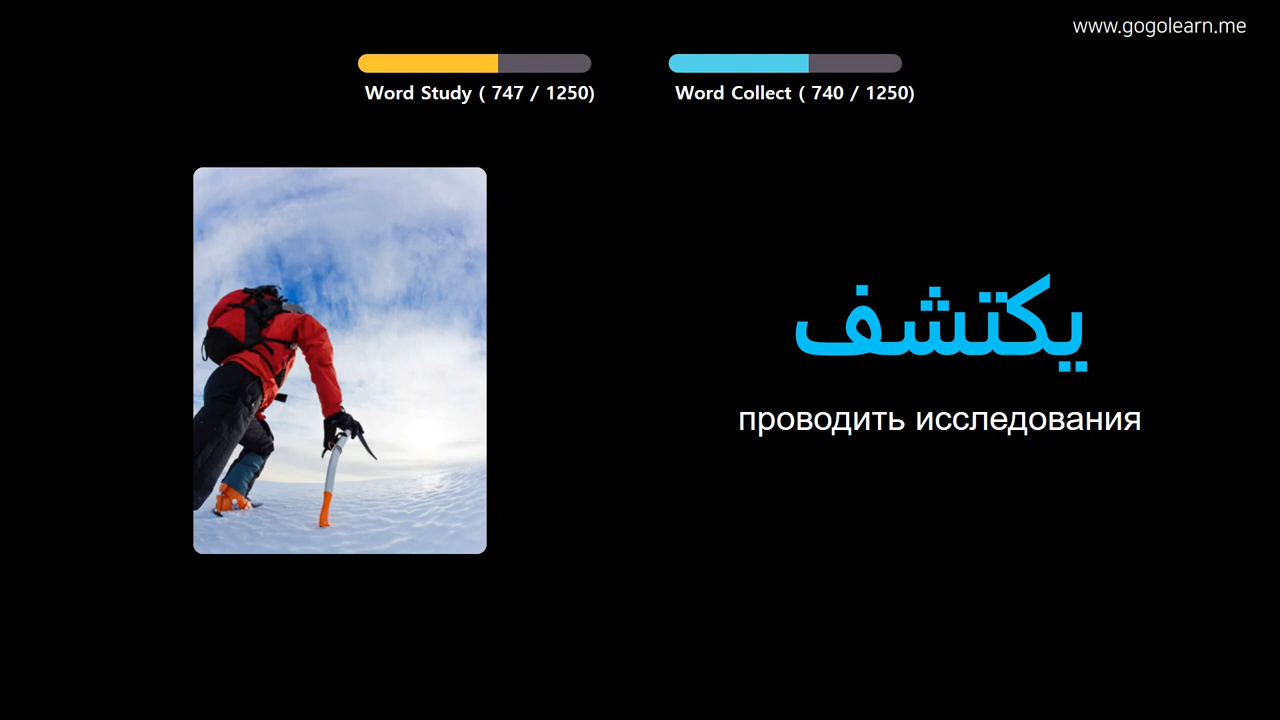 www.gogolearn.me
Word Study ( 747 / 1250)
Word Collect ( 740 / 1250)
يكتشف
проводить исследования